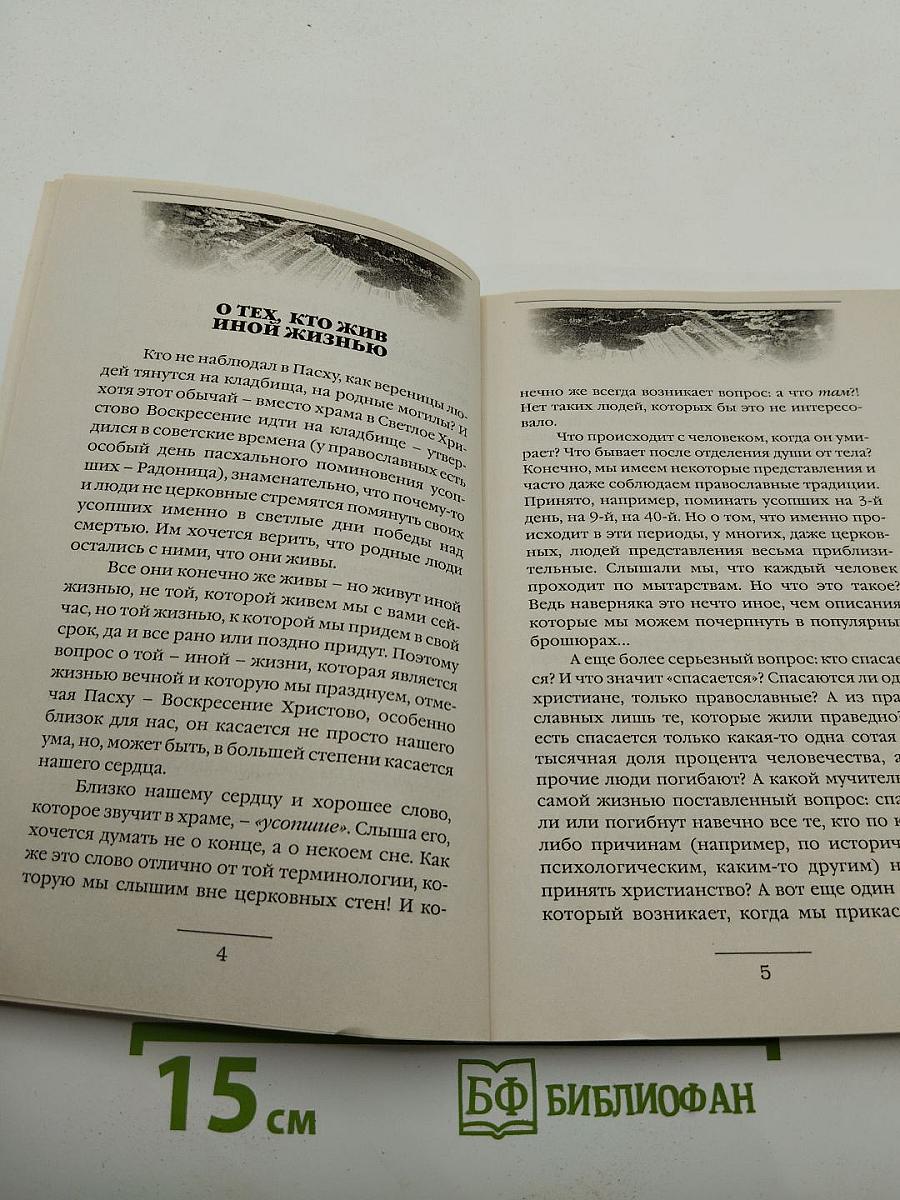 О ТЕХ, КТО ЖИВ
ИНОЙ ЖИЗНЬЮ
Кто не наблюдал в Пасху, как вереницы лю-
дей тянутся на кладбища, на родные могилы? И
хотя этот обычай – вместо храма в Светлое Хри-
стово Воскресение идти на кладбище – утвер-
дился в советские времена (у православных есть
особый день пасхального поминовения усоп-
ших – Радоница), знаменательно, что почему-то
и люди не церковные стремятся помянуть своих
усопших именно в светлые дни победы над
смертью. Им хочется верить, что родные люди
остались с ними, что они живы.
Все они конечно же живы – но живут иной
жизнью, не той, которой живем мы с вами сей-
час, но той жизнью, к которой мы придем в свой
срок, да и все рано или поздно придут. Поэтому
вопрос о той – иной – жизни, которая является
жизнью вечной и которую мы празднуем, отме-
чая Пасху – Воскресение Христово, особенно
близок для нас, он касается не просто нашего
ума, но, может быть, в большей степени касается
нашего сердца.
Близко нашему сердцу и хорошее слово,
которое звучит в храме, – «усопшие». Слыша его,
хочется думать не о конце, а о некоем сне. Как
же это слово отлично от той терминологии, ко-
торую мы слышим вне церковных стен! И ко-
4
нечно же всегда возникает вопрос: а что там?!
Нет таких людей, которых бы это не интересо-
вало.
Что происходит с человеком, когда он уми-
рает? Что бывает после отделения души от тела?
Конечно, мы имеем некоторые представления и
часто даже соблюдаем православные традиции.
Принято, например, поминать усопших на 3-й
день, на 9-й, на 40-й. Но о том, что именно про-
исходит в эти периоды, у многих, даже церков-
ных, людей представления весьма приблизи-
тельные. Слышали мы, что каждый человек
проходит по мытарствам. Но что это такое?
Ведь наверняка это нечто иное, чем описания
которые мы можем почерпнуть в популярны
брошюрах...
А еще более серьезный вопрос: кто спасае
ся? И что значит «спасается»? Спасаются ли од
христиане, только православные? А из пра
славных лишь те, которые жили праведно?
есть спасается только какая-то одна сотая
тысячная доля процента человечества, а
прочие люди погибают? А какой мучитель
самой жизнью поставленный вопрос: спа
ли или погибнут навечно все те, кто по к
либо причинам (например, по историч
психологическим, каким-то другим) н
принять христианство? А вот еще один
который возникает, когда мы прикас
5
15 см
БФ БИБЛИОФАН